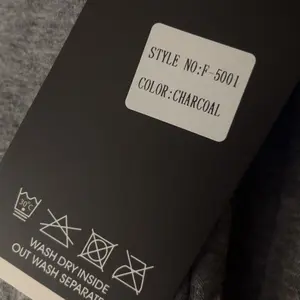 STYLE NO:F-5001
COLOR:CHARCOAL
30°C
WASH DRY INSIDE
OUT WASH SEPARATE